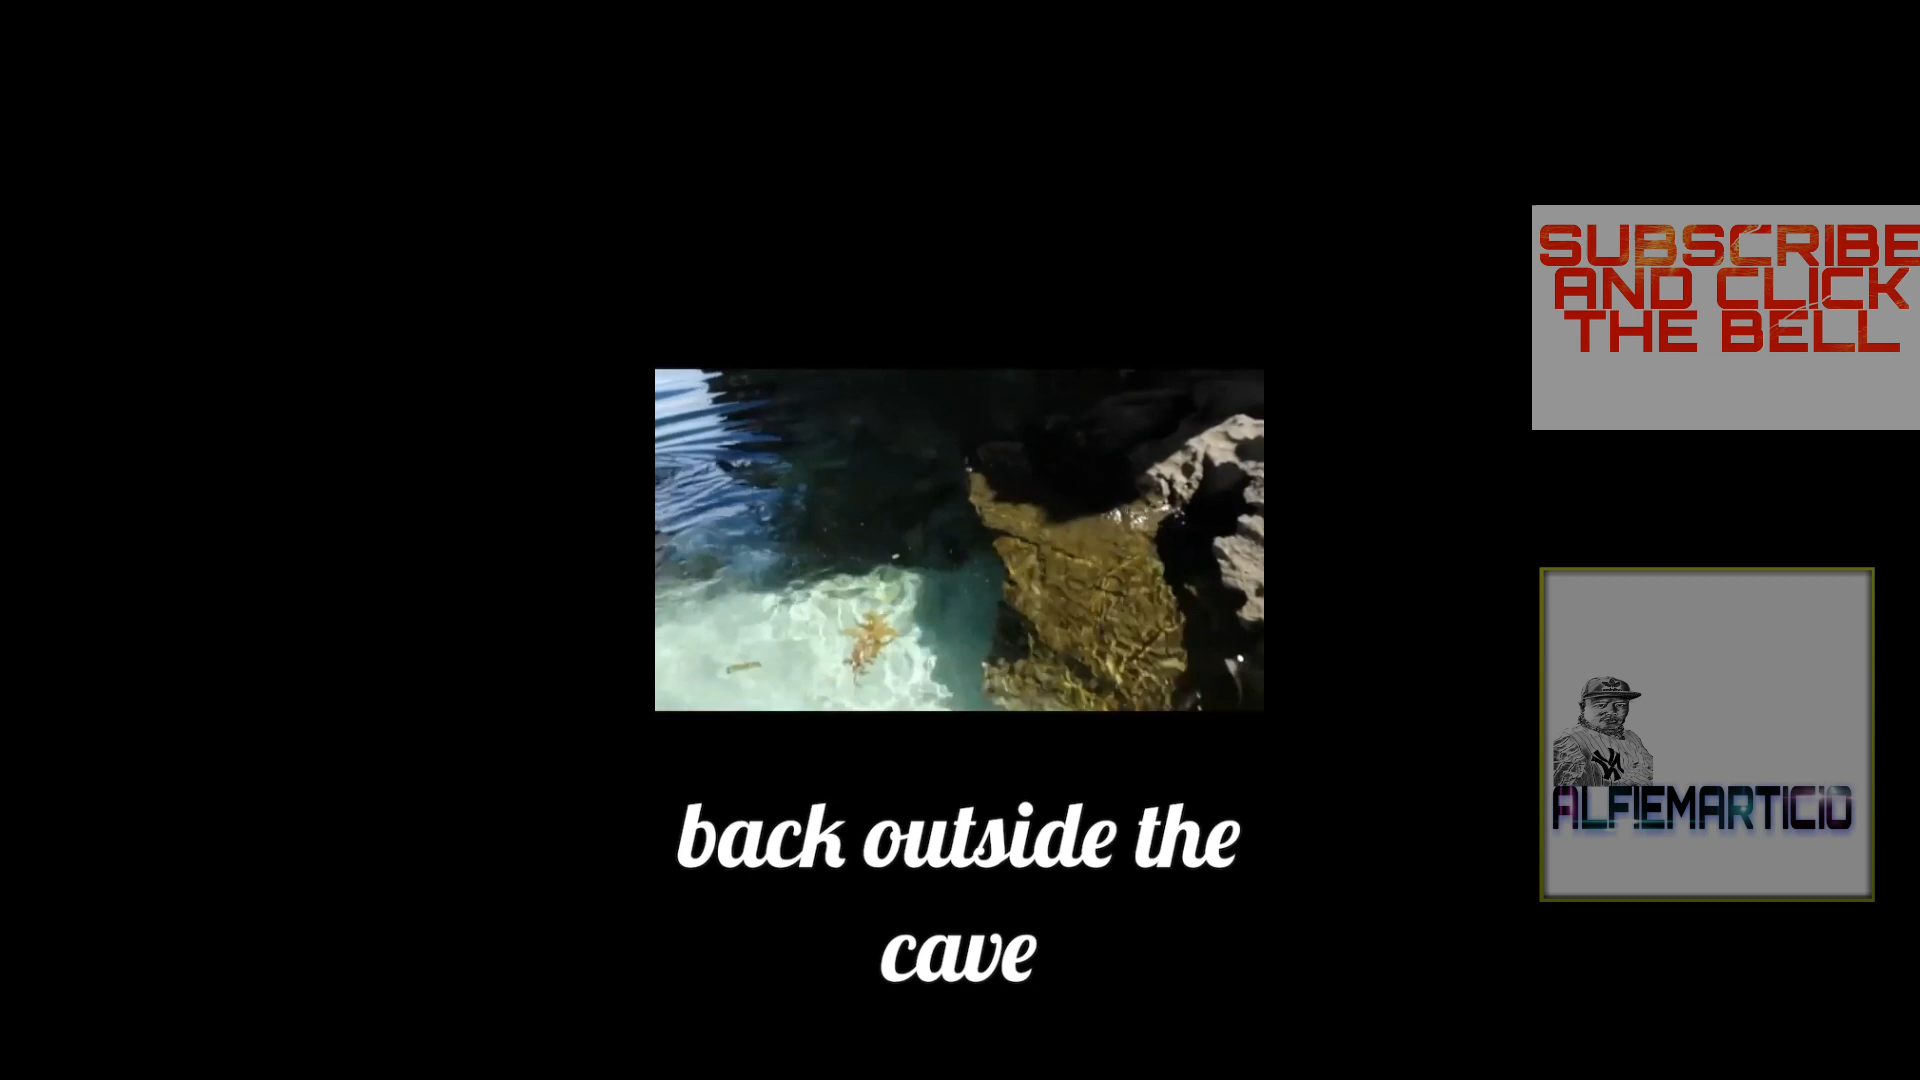 SUBSCRIBE
AND CLICK
THE BELL
ALFIEMARTICIO
back outside the
cave